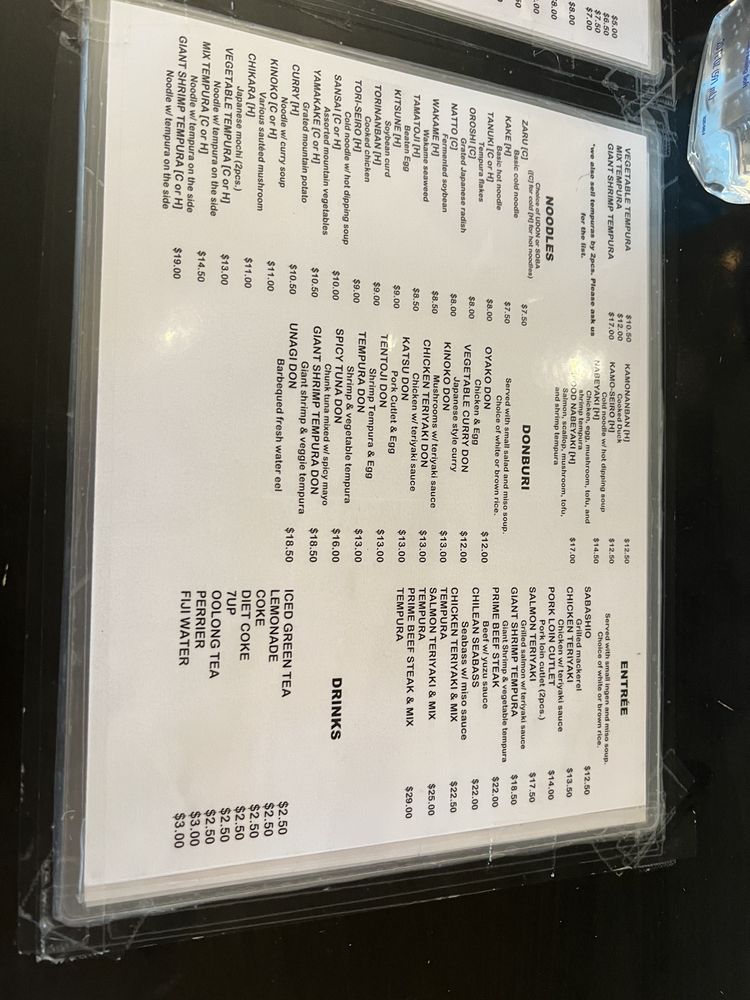 $5.00
$6.50
$7.50
$7.00
$8.00
VEGETABLE TEMPURA $10.50
MIX TEMPURA $12.00
GIANT SHRIMP TEMPURA $17.00
*we also sell tempuras by 2pcs. Please ask us
for the list.
NOODLES
Choice of UDON or SOBA
([C] for cold [H] for hot noodles)
ZARU [C] $7.50
Basic cold noodle
KAKE [H] $7.50
Basic hot noodle
TANUKI [C or H] $8.00
Tempura flakes
OROSHI [C] $8.00
Grated Japanese radish
NATTO [C] $8.00
Fermented soybean
WAKAME [H] $8.50
Wakame seaweed
TAMATOJI [H] $8.50
Beaten Egg
KITSUNE [H] $9.00
Soybean curd
TORINANBAN [H] $9.00
Cooked chicken
TORI-SEIRO [H] $9.00
Cold noodle w/ hot dipping soup
SANSAI [C or H] $10.00
Assorted mountain vegetables
YAMAKAKE [C or H] $10.50
Grated mountain potato
CURRY [H] $10.50
Noodle w/ curry soup
KINOKO [C or H] $11.00
Various sautéed mushroom
CHIKARA [H] $11.00
Japanese mochi (2pcs.)
VEGETABLE TEMPURA [C or H] $13.00
Noodle w/ tempura on the side
MIX TEMPURA [C or H] $14.50
Noodle w/ tempura on the side
GIANT SHRIMP TEMPURA [C or H] $19.00
Noodle w/ tempura on the side
KAMONANBAN [H] $12.50
Cooked Duck
KAMO-SEIRO [H] $12.50
Cold noodle w/ hot dipping soup
NABEYAKI [H] $14.50
Chicken, egg, mushroom, tofu, and
shrimp tempura
NABEYAKI [H] $17.00
Salmon, scallop, mushroom, tofu,
and shrimp tempura
DONBURI
Served with small salad and miso soup.
Choice of white or brown rice.
OYAKO DON $12.00
Chicken & Egg
VEGETABLE CURRY DON $12.00
Japanese style curry
KINOKO DON $13.00
Mushrooms w/ teriyaki sauce
CHICKEN TERIYAKI DON $13.00
Chicken w/ teriyaki sauce
KATSU DON $13.00
Pork Cutlet & Egg
TENTOJI DON $13.00
Shrimp Tempura & Egg
TEMPURA DON $13.00
Shrimp & vegetable tempura
SPICY TUNA DON $16.00
Chunk tuna mixed w/ spicy mayo
GIANT SHRIMP TEMPURA DON $18.50
Giant shrimp & veggie tempura
UNAGI DON $18.50
Barbequed fresh water eel
ENTRÉE
Served with small ingen and miso soup.
Choice of white or brown rice.
SABASHIO $12.50
Grilled mackerel
CHICKEN TERIYAKI $13.50
Chicken w/ teriyaki sauce
PORK LOIN CUTLET $14.00
Pork loin cutlet (2pcs.)
SALMON TERIYAKI $17.50
Grilled salmon w/ teriyaki sauce
GIANT SHRIMP TEMPURA $18.50
Giant Shrimp & vegetable tempura
PRIME BEEF STEAK $22.00
Beef w/ yuzu sauce
CHILEAN SEABASS $22.00
Seabass w/ miso sauce
CHICKEN TERIYAKI & MIX $22.50
TEMPURA
SALMON TERIYAKI & MIX $25.00
TEMPURA
PRIME BEEF STEAK & MIX $29.00
TEMPURA
DRINKS
ICED GREEN TEA $2.50
LEMONADE $2.50
COKE $2.50
DIET COKE $2.50
7UP $2.50
OOLONG TEA $2.50
PERRIER $3.00
FIJI WATER $3.00